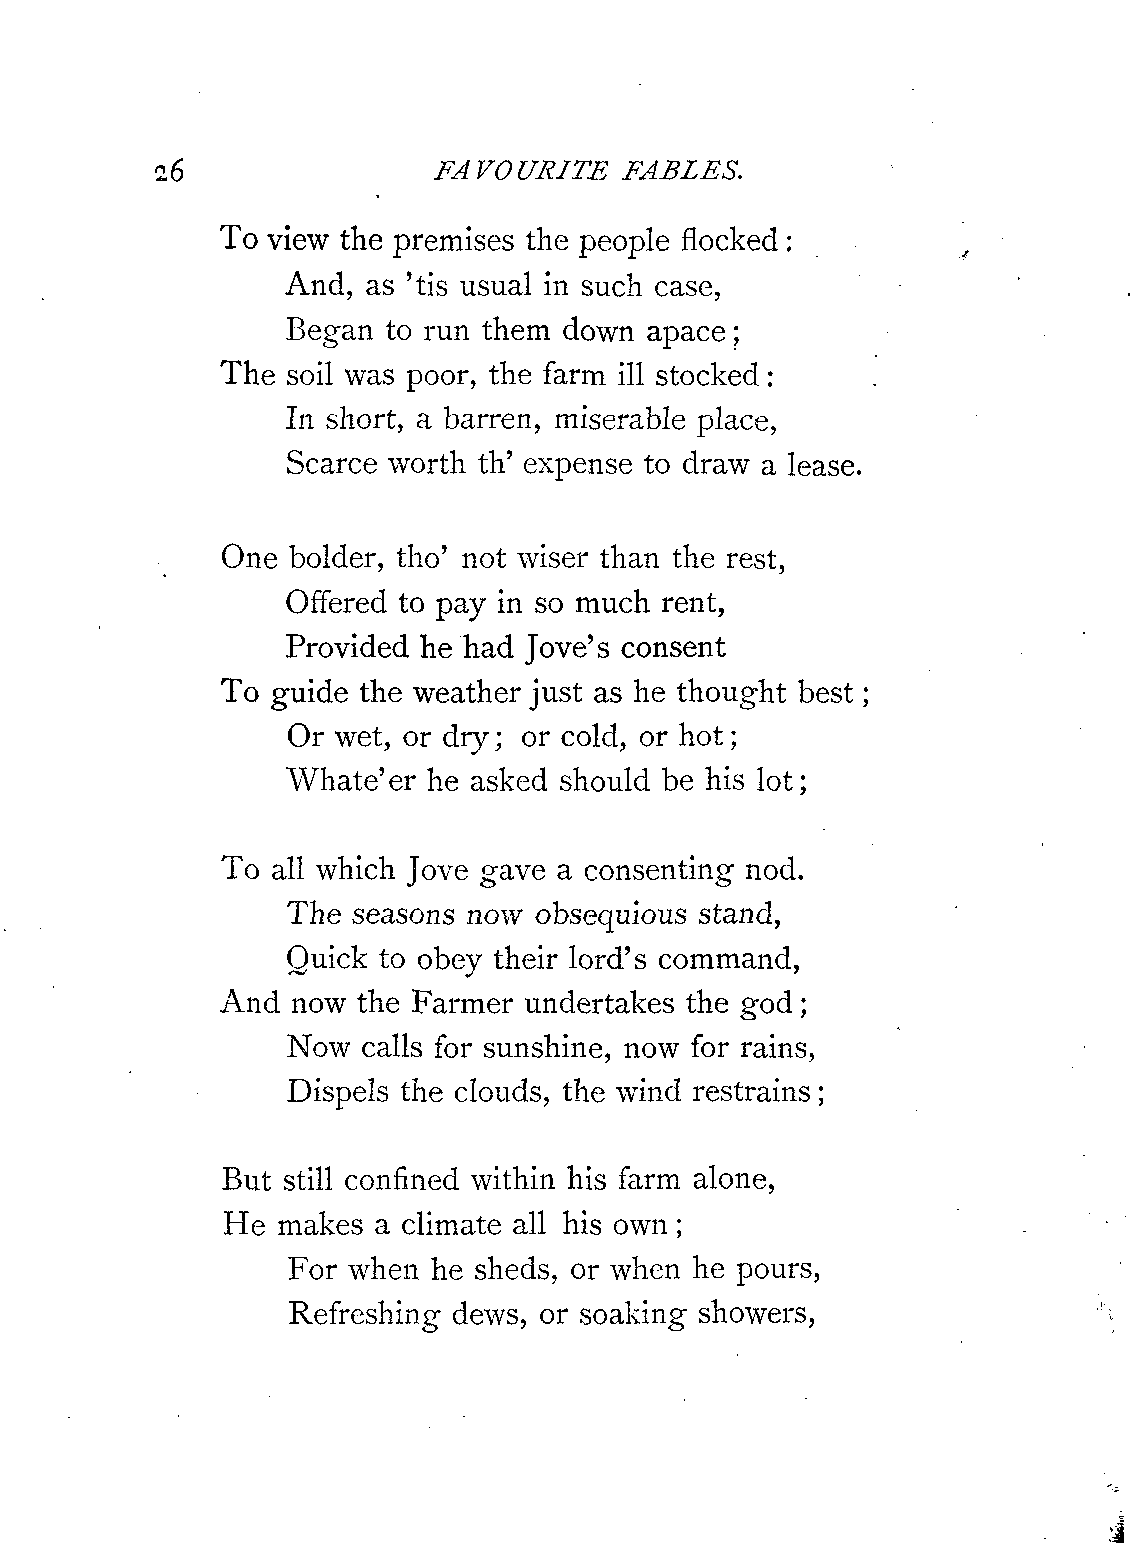 26 FAVOURITE FABLES.
To view the premises the people flocked :
And, as 'tis usual in such case,
Began to run them down apace ;
The soil was poor, the farm ill stocked :
In short, a barren, miserable place,
Scarce worth th' expense to draw a lease.
One bolder, tho' not wiser than the rest,
Offered to pay in so much rent,
Provided he had Jove's consent
To guide the weather just as he thought best ;
Or wet, or dry ; or cold, or hot ;
Whate'er he asked should be his lot ;
To all which Jove gave a consenting nod.
The seasons now obsequious stand,
Quick to obey their lord's command,
And now the Farmer undertakes the god ;
Now calls for sunshine, now for rains,
Dispels the clouds, the wind restrains ;
But still confined within his farm alone,
He makes a climate all his own ;
For when he sheds, or when he pours,
Refreshing dews, or soaking showers,